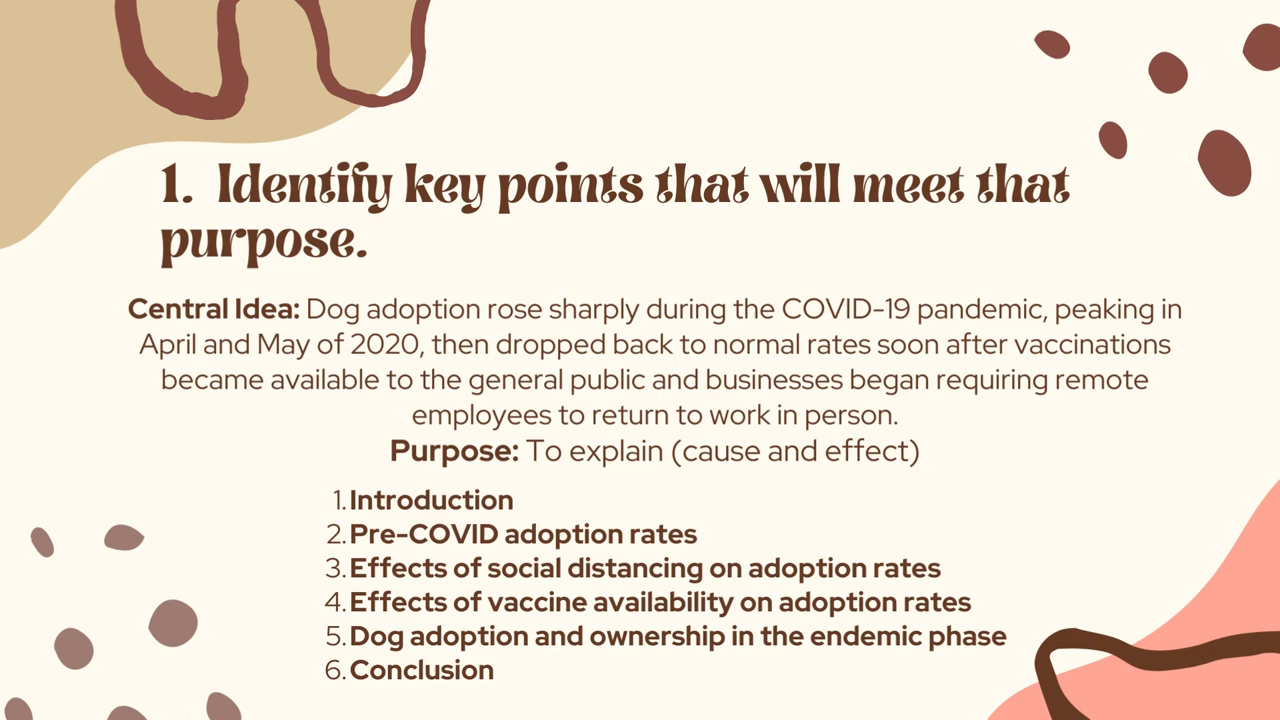 1. Identify key points that will meet that
purpose.
Central Idea: Dog adoption rose sharply during the COVID-19 pandemic, peaking in
April and May of 2020, then dropped back to normal rates soon after vaccinations
became available to the general public and businesses began requiring remote
employees to return to work in person.
Purpose: To explain (cause and effect)
1. Introduction
2. Pre-COVID adoption rates
3. Effects of social distancing on adoption rates
4. Effects of vaccine availability on adoption rates
5. Dog adoption and ownership in the endemic phase
6. Conclusion